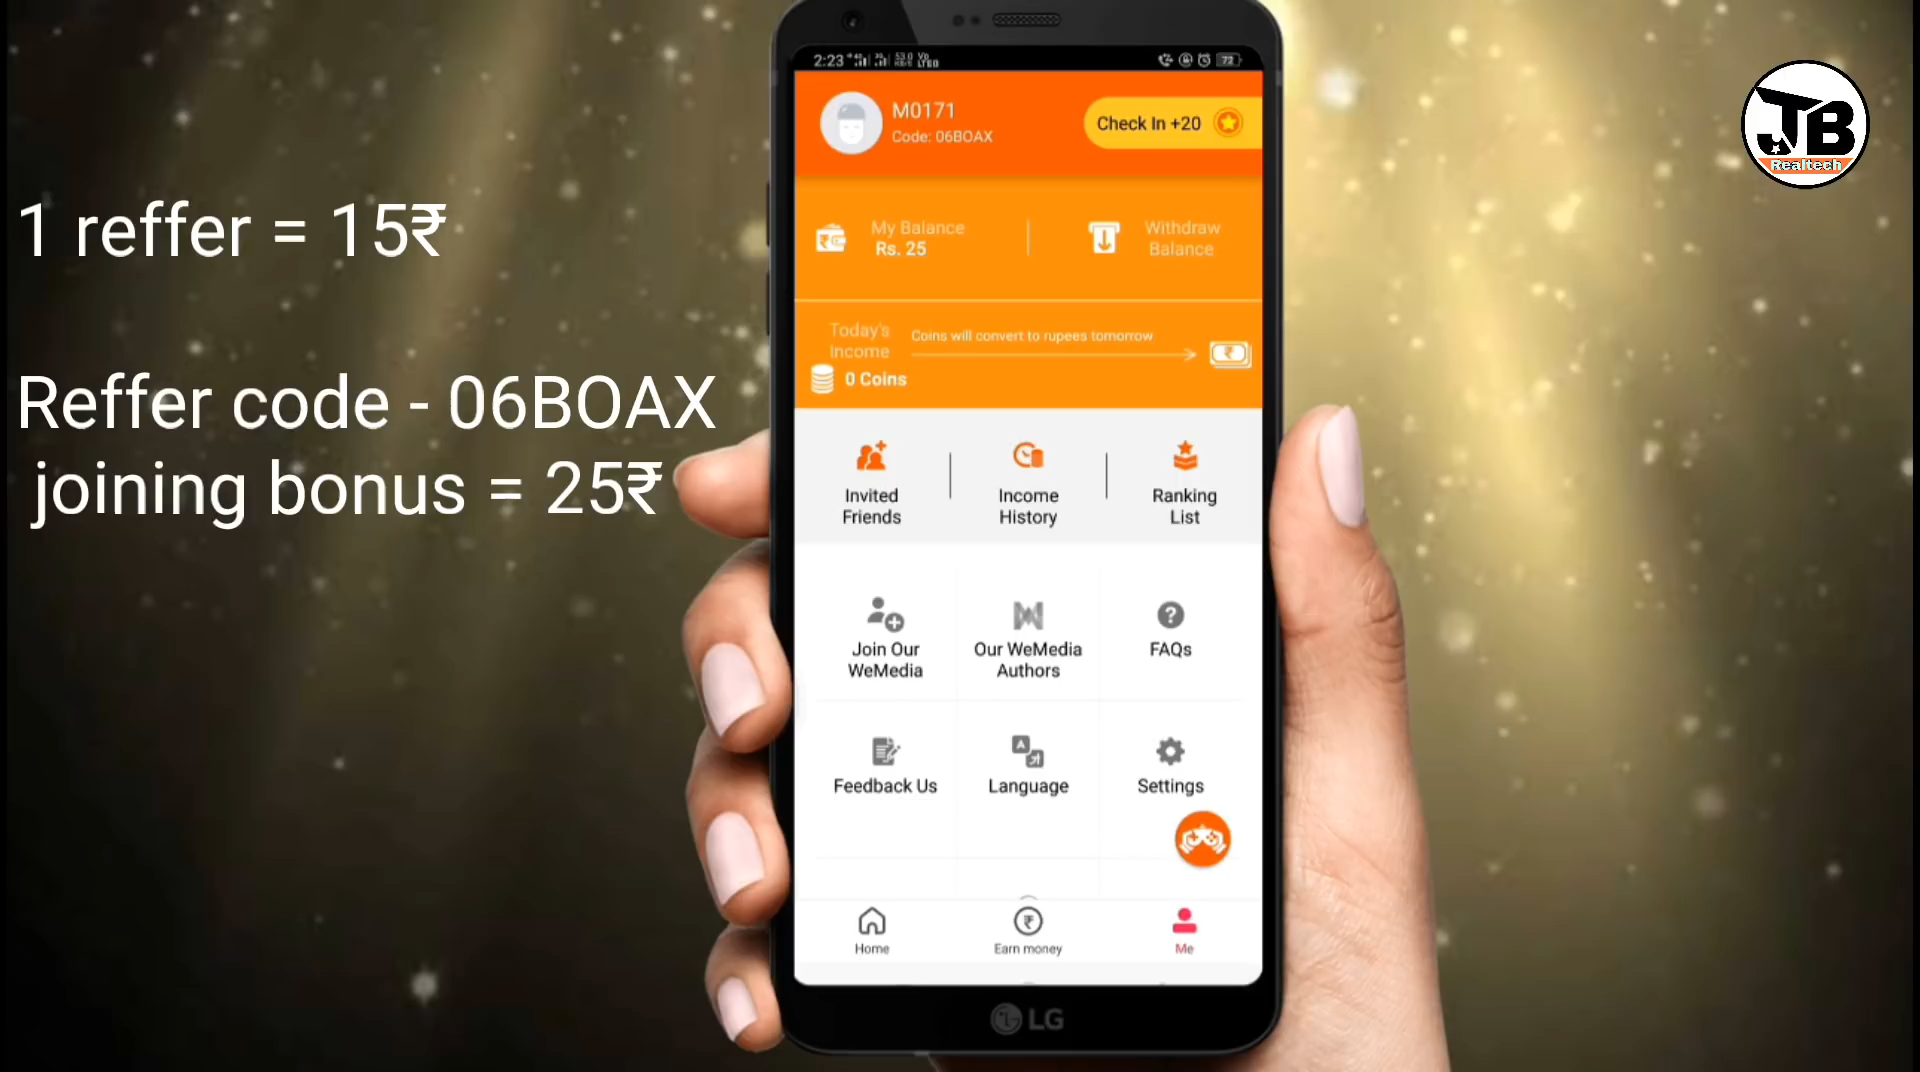 1 reffer = 15₹
Reffer code - 06BOAX
joining bonus = 25₹
2:23
72
M0171
Code: 06BOAX
Check In +20
My Balance
Rs. 25
Withdraw
Balance
Today's
Income
Coins will convert to rupees tomorrow
0 Coins
Invited
Friends
Income
History
Ranking
List
Join Our
WeMedia
Our WeMedia
Authors
FAQs
Feedback Us
Language
Settings
Home
Earn money
Me
LG
JB
Realtech